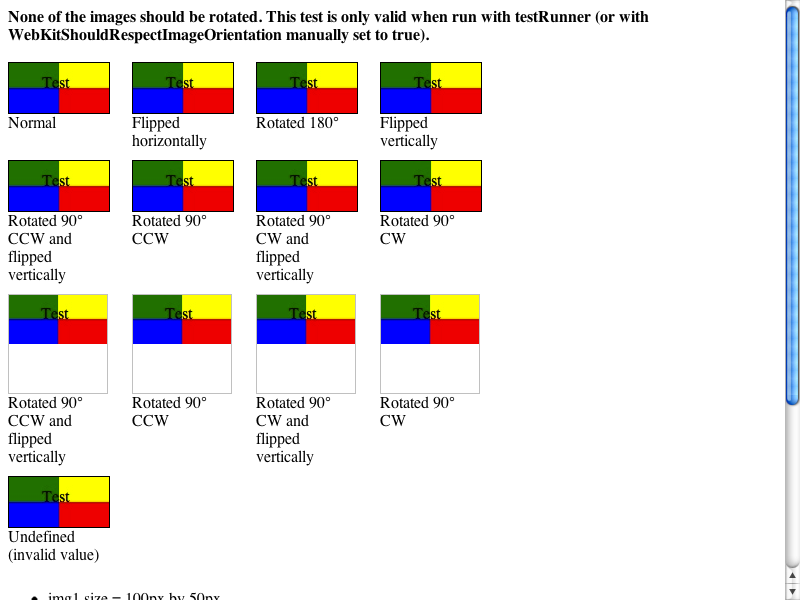 None of the images should be rotated. This test is only valid when run with testRunner (or with
WebKitShouldRespectImageOrientation manually set to true).
Test Test Test Test
Normal Flipped Rotated 180° Flipped
horizontally vertically
Test Test Test Test
Rotated 90° Rotated 90° Rotated 90° Rotated 90°
CCW and CCW CW and CW
flipped flipped
vertically vertically
Test Test Test Test
Rotated 90° Rotated 90° Rotated 90° Rotated 90°
CCW and CCW CW and CW
flipped flipped
vertically vertically
Test
Undefined
(invalid value)
• img1 size = 100px by 50px